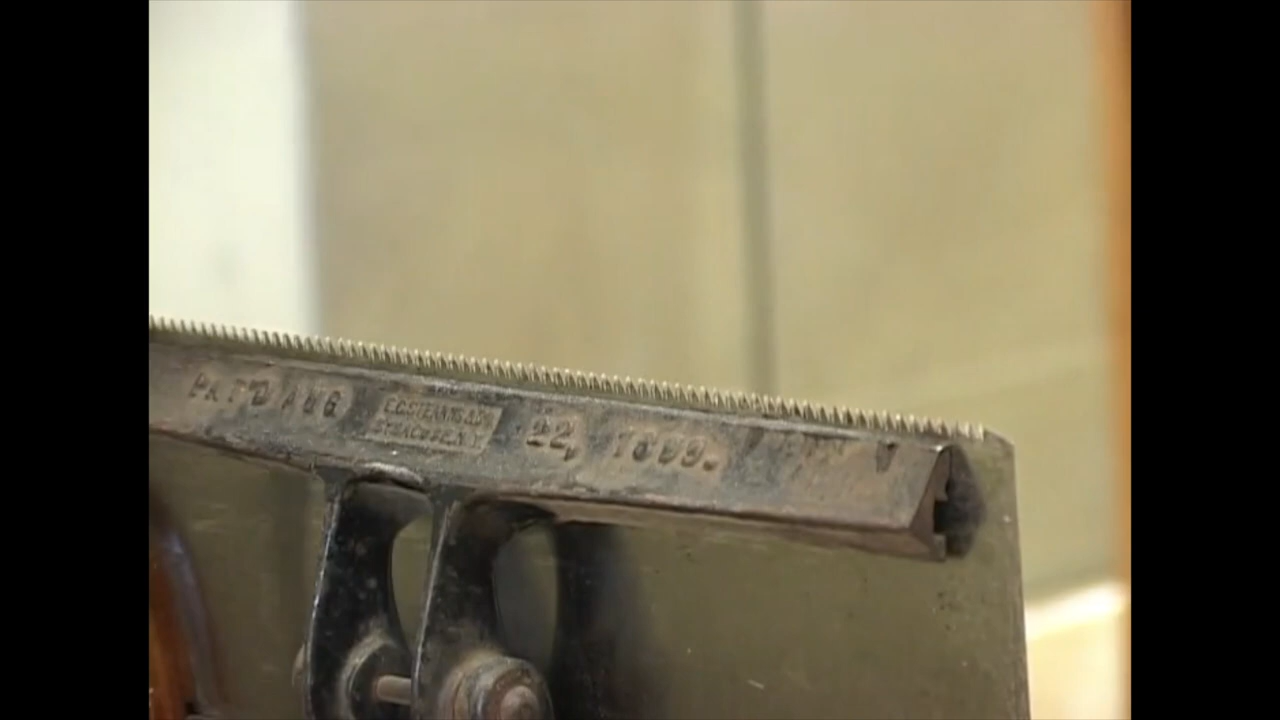 PAT'D AUG
E.C. STEARNS & CO
SYRACUSE, N.Y.
22, 1899.